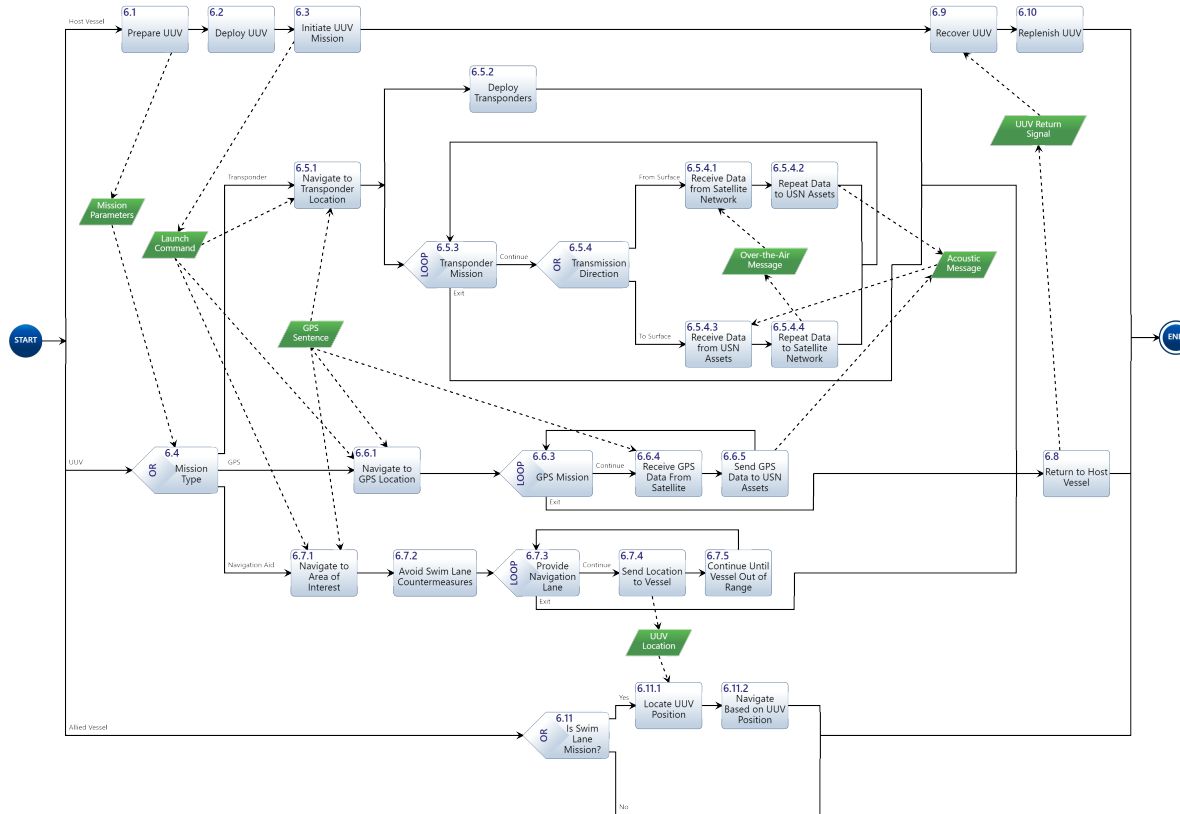 Host Vessel
6.1
Prepare UUV
6.2
Deploy UUV
6.3
Initiate UUV
Mission
6.9
Recover UUV
6.10
Replenish UUV
6.5.2
Deploy
Transponders
UUV Return
Signal
Transponder
6.5.1
Navigate to
Transponder
Location
From Surface
6.5.4.1
Receive Data
from Satellite
Network
6.5.4.2
Repeat Data
to USN Assets
Mission
Parameters
Launch
Command
LOOP
6.5.3
Transponder
Mission
Continue
Exit
OR
6.5.4
Transmission
Direction
Over-the-Air
Message
Acoustic
Message
GPS
Sentence
To Surface
6.5.4.3
Receive Data
from USN
Assets
6.5.4.4
Repeat Data
to Satellite
Network
START
UUV
OR
6.4
Mission
Type
GPS
6.6.1
Navigate to
GPS Location
LOOP
6.6.3
GPS Mission
Continue
Exit
6.6.4
Receive GPS
Data From
Satellite
6.6.5
Send GPS
Data to USN
Assets
6.8
Return to Host
Vessel
Navigation Aid
6.7.1
Navigate to
Area of
Interest
6.7.2
Avoid Swim Lane
Countermeasures
LOOP
6.7.3
Provide
Navigation
Lane
Continue
Exit
6.7.4
Send Location
to Vessel
6.7.5
Continue Until
Vessel Out of
Range
UUV
Location
Allied Vessel
OR
6.11
Is Swim
Lane
Mission?
Yes
6.11.1
Locate UUV
Position
6.11.2
Navigate
Based on UUV
Position
No